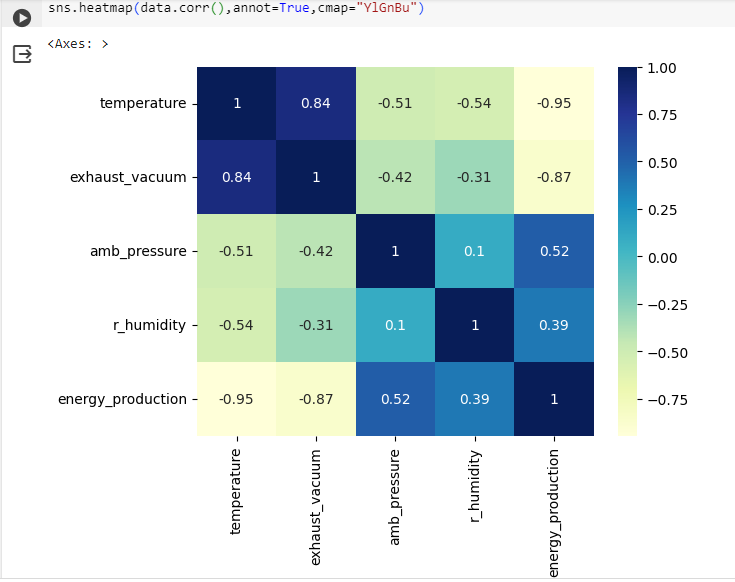 sns.heatmap(data.corr(),annot=True,cmap="YlGnBu")
<Axes: >
temperature 1 0.84 -0.51 -0.54 -0.95
exhaust_vacuum 0.84 1 -0.42 -0.31 -0.87
amb_pressure -0.51 -0.42 1 0.1 0.52
r_humidity -0.54 -0.31 0.1 1 0.39
energy_production -0.95 -0.87 0.52 0.39 1
temperature
exhaust_vacuum
amb_pressure
r_humidity
energy_production
1.00
0.75
0.50
0.25
0.00
−0.25
−0.50
−0.75